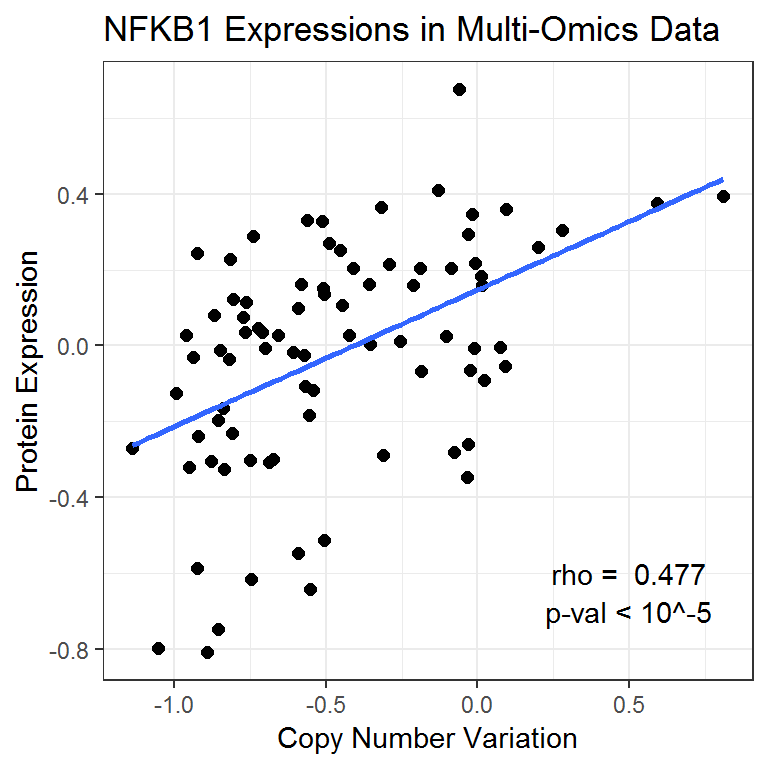 NFKB1 Expressions in Multi-Omics Data
Protein Expression
0.4
0.0
-0.4
-0.8
rho = 0.477
p-val < 10^-5
-1.0 -0.5 0.0 0.5
Copy Number Variation